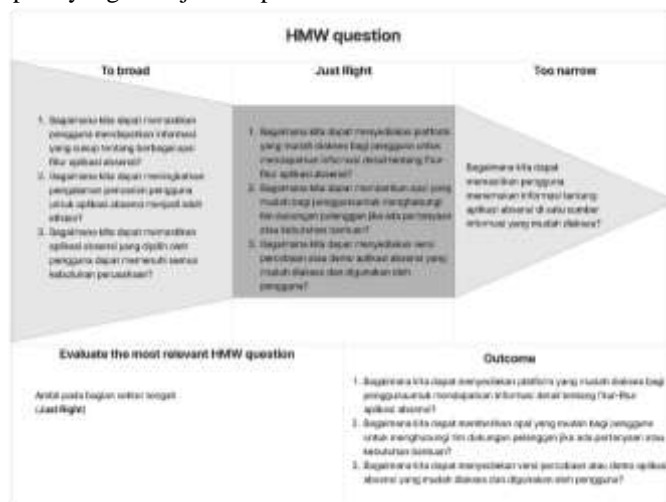 HMW question
To broad
Just Right
Too narrow
1. Bagaimana kita dapat memastikan
pengguna mendapatkan informasi
yang cukup tentang berbagai
fitur aplikasi absensi?
2. Bagaimana kita dapat meningkatkan
pengalaman pencarian pengguna
untuk aplikasi absensi menjadi lebih
efisien?
3. Bagaimana kita dapat memastikan
aplikasi absensi yang dipilih oleh
pengguna dapat memenuhi semua
kebutuhan perusahaan?
1. Bagaimana kita dapat menyediakan platform
yang mudah diakses bagi pengguna untuk
mendapatkan informasi detail tentang fitur-
fitur aplikasi absensi?
2. Bagaimana kita dapat memberikan opsi yang
mudah bagi pengguna untuk menghubungi
tim dukungan pelanggan jika ada pertanyaan
atau kebutuhan bantuan?
3. Bagaimana kita dapat menyediakan versi
percobaan atau demo aplikasi absensi yang
mudah diakses dan digunakan oleh
pengguna?
Bagaimana kita dapat
memastikan pengguna
menemukan informasi tentang
aplikasi absensi di satu sumber
informasi yang mudah diakses?
Evaluate the most relevant HMW question
Ambil pada bagian sektor tengah
(Just Right)
Outcome
1. Bagaimana kita dapat menyediakan platform yang mudah diakses bagi
pengguna untuk mendapatkan informasi detail tentang fitur-fitur
aplikasi absensi?
2. Bagaimana kita dapat memberikan opsi yang mudah bagi pengguna
untuk menghubungi tim dukungan pelanggan jika ada pertanyaan atau
kebutuhan bantuan?
3. Bagaimana kita dapat menyediakan versi percobaan atau demo aplikasi
absensi yang mudah diakses dan digunakan oleh pengguna?